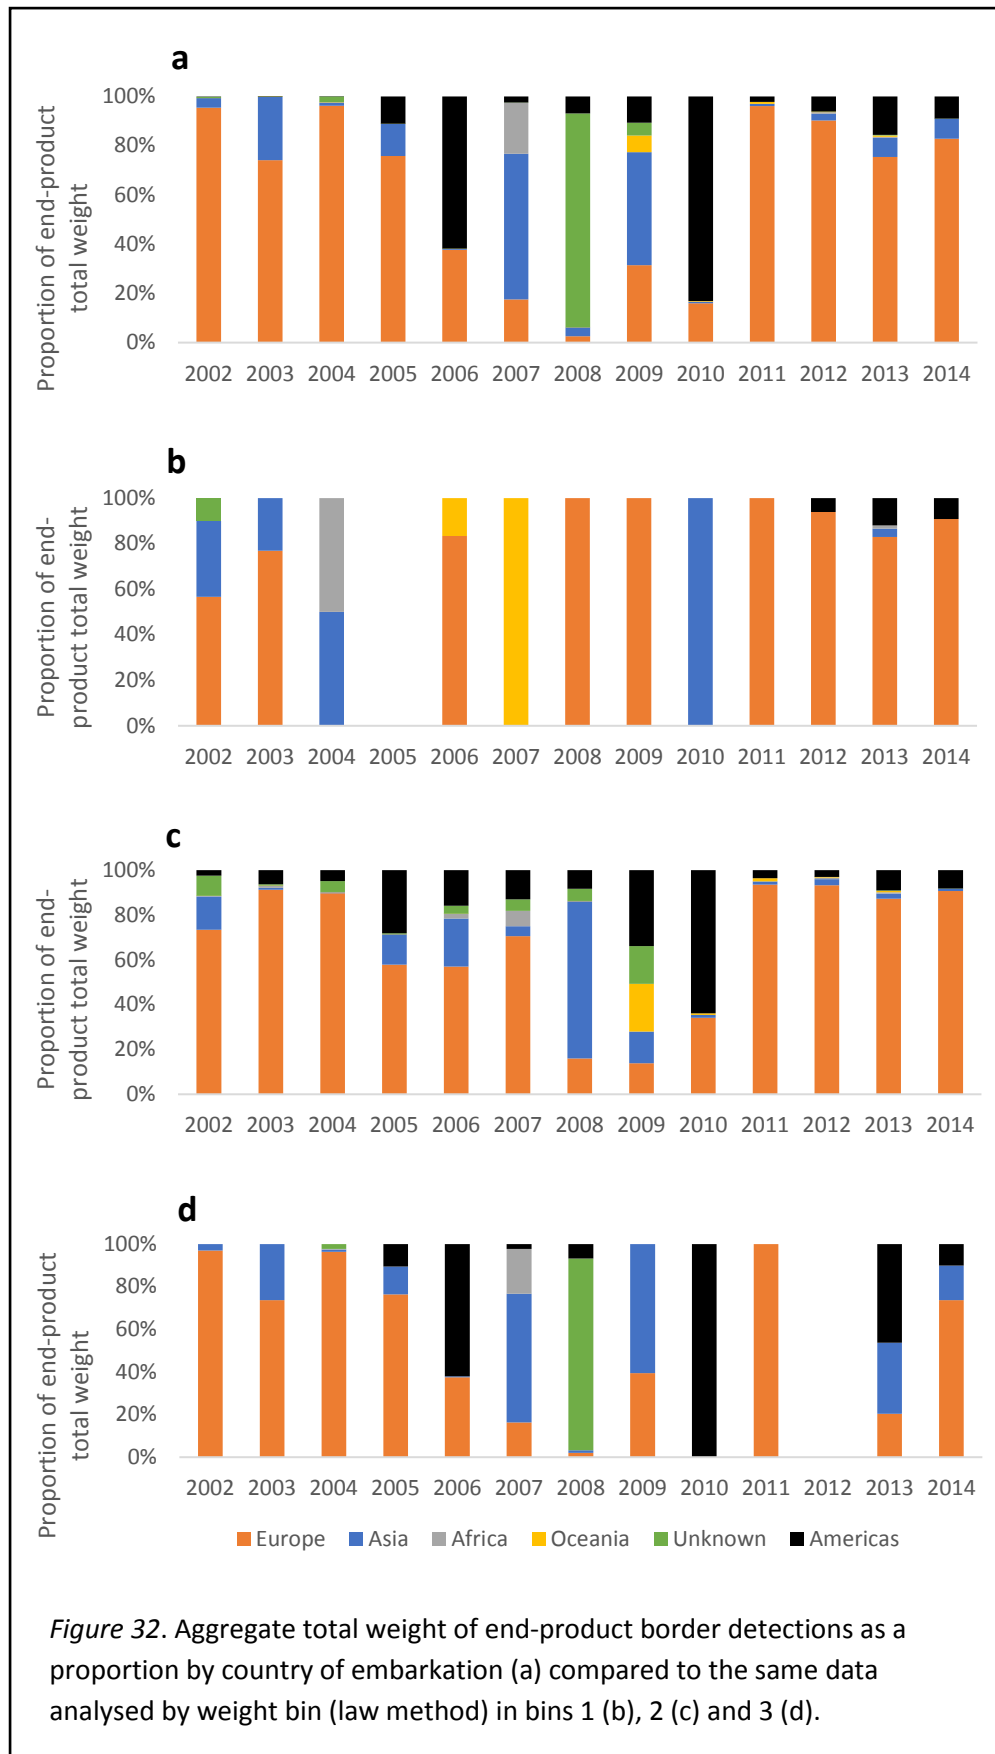 a
Proportion of end-product
total weight
100%
80%
60%
40%
20%
0%
2002 2003 2004 2005 2006 2007 2008 2009 2010 2011 2012 2013 2014
b
Proportion of end-
product total weight
100%
80%
60%
40%
20%
0%
2002 2003 2004 2005 2006 2007 2008 2009 2010 2011 2012 2013 2014
c
Proportion of end-
product total weight
100%
80%
60%
40%
20%
0%
2002 2003 2004 2005 2006 2007 2008 2009 2010 2011 2012 2013 2014
d
Proportion of end-product
total weight
100%
80%
60%
40%
20%
0%
2002 2003 2004 2005 2006 2007 2008 2009 2010 2011 2012 2013 2014
Europe Asia Africa Oceania Unknown Americas
Figure 32. Aggregate total weight of end-product border detections as a
proportion by country of embarkation (a) compared to the same data
analysed by weight bin (law method) in bins 1 (b), 2 (c) and 3 (d).